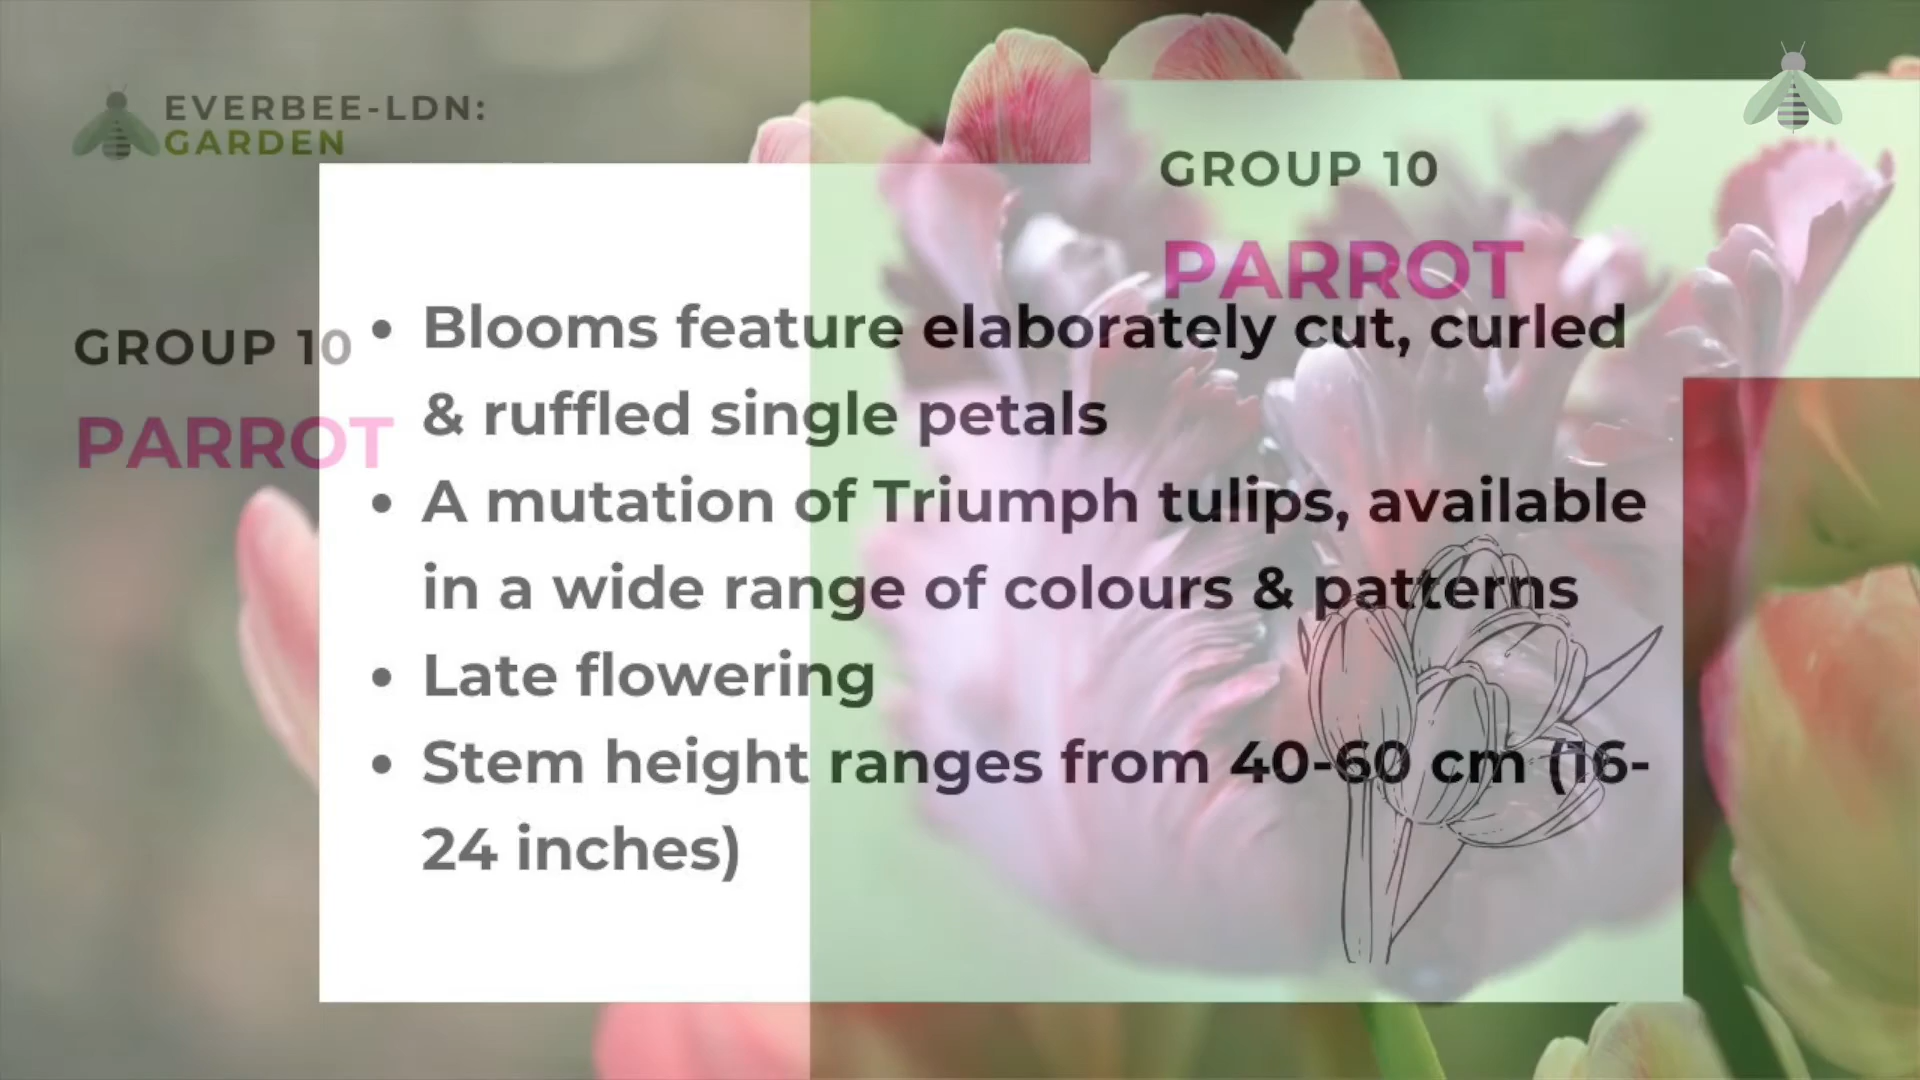 EVERBEE-LDN:
GARDEN
GROUP 10
PARROT
GROUP 10
PARROT
• Blooms feature elaborately cut, curled
& ruffled single petals
• A mutation of Triumph tulips, available
in a wide range of colours & patterns
• Late flowering
• Stem height ranges from 40-60 cm (16-
24 inches)